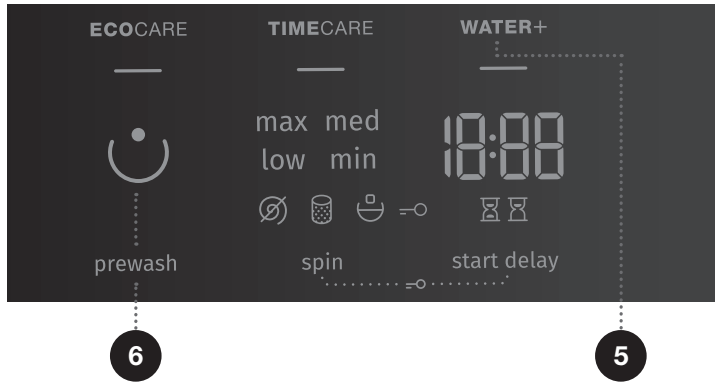 ECOCARE TIMECARE WATER+
max med
low min
18:88
prewash spin start delay
6 5